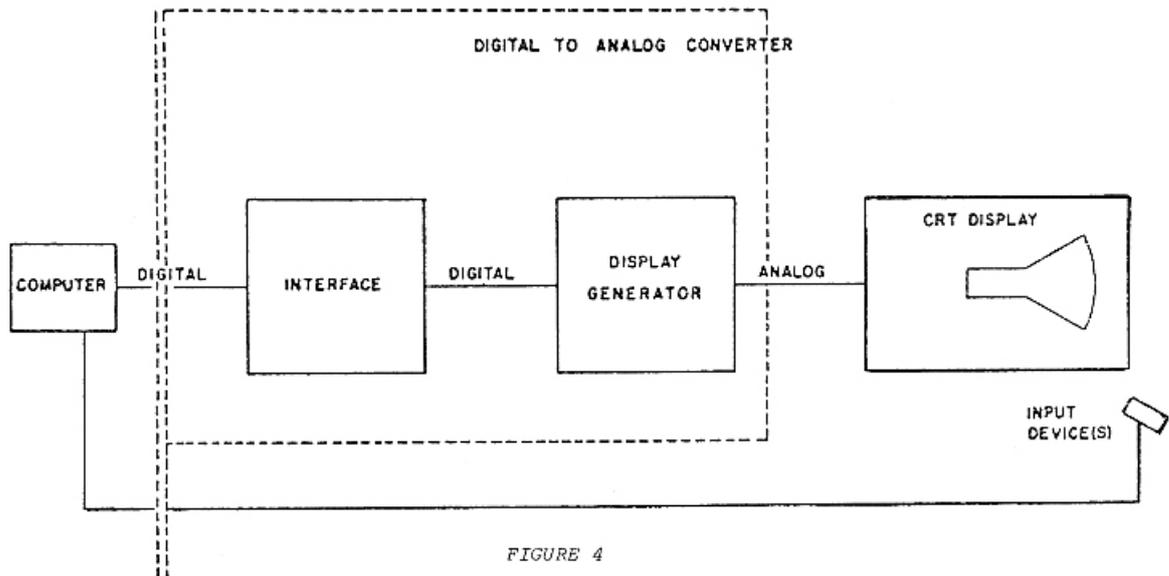 DIGITAL TO ANALOG CONVERTER
COMPUTER
DIGITAL
INTERFACE
DIGITAL
DISPLAY
GENERATOR
ANALOG
CRT DISPLAY
INPUT
DEVICE(S)
FIGURE 4